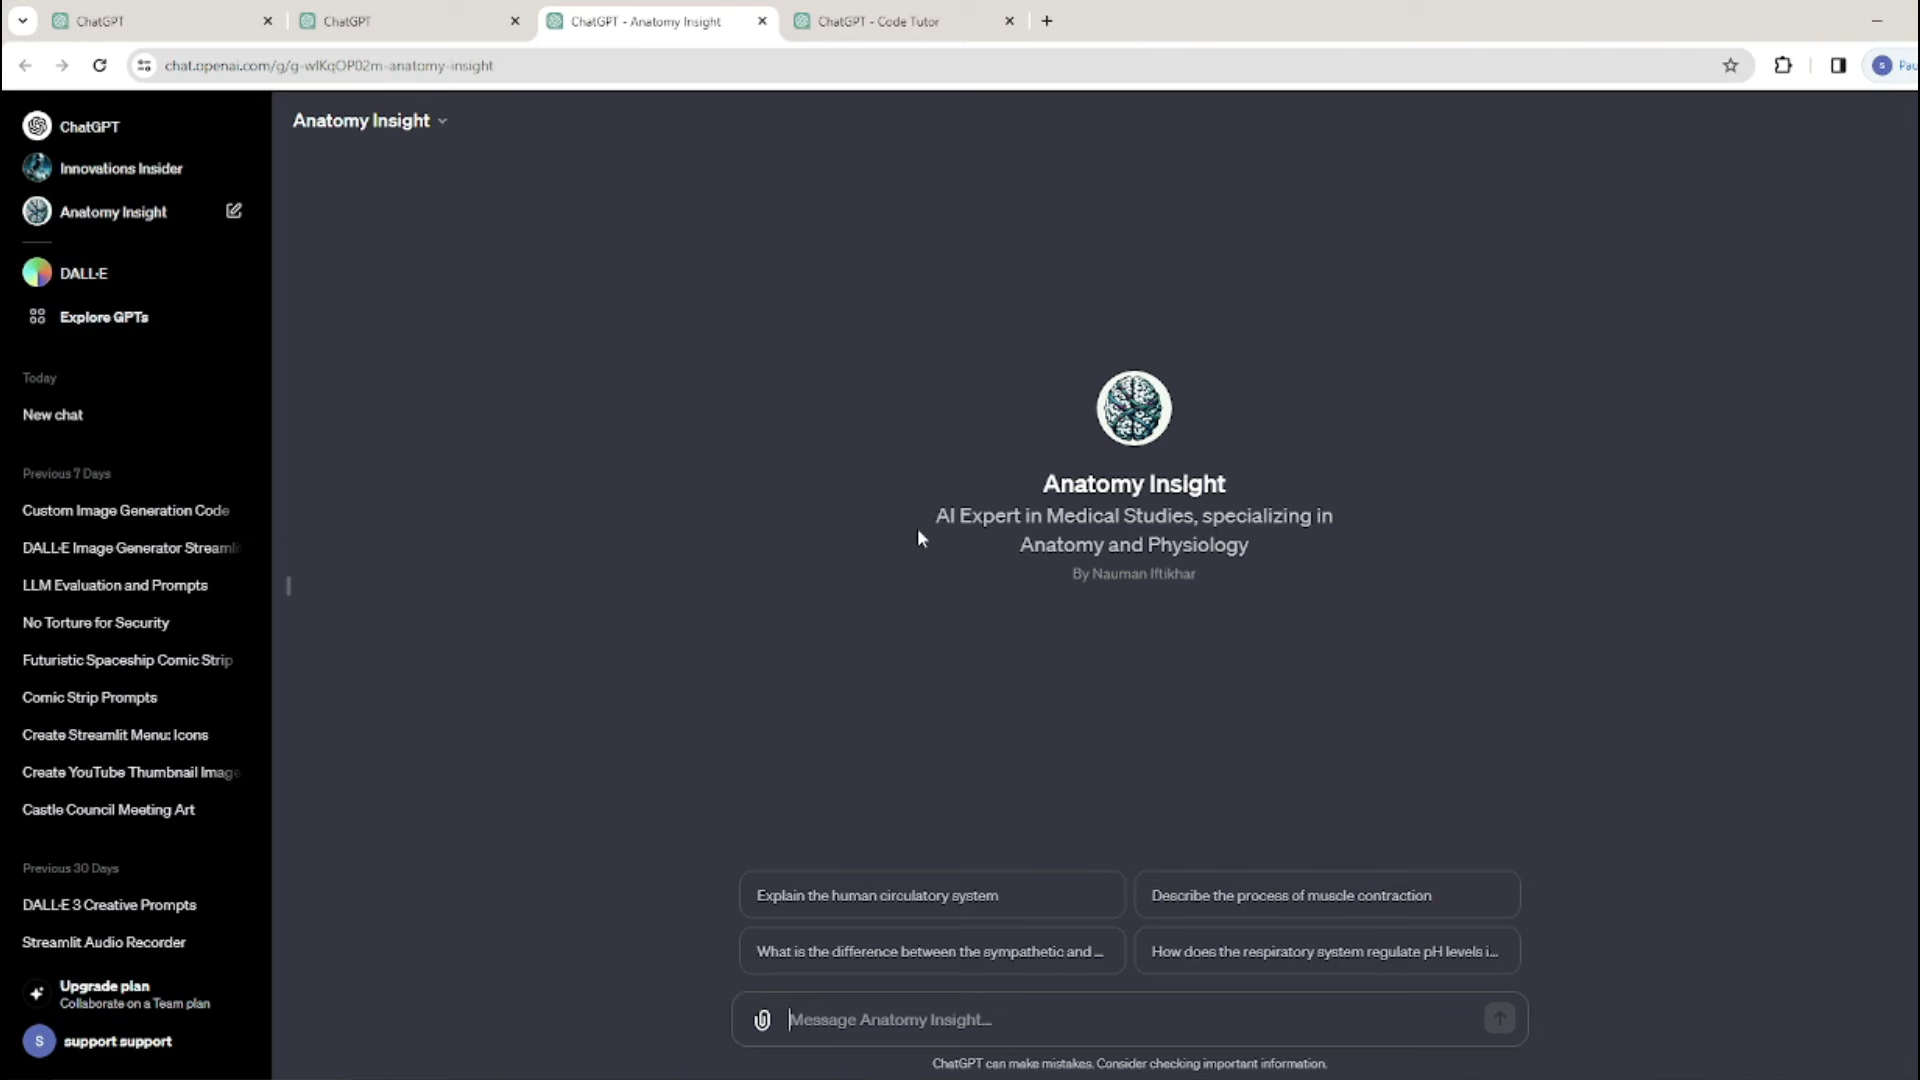 ChatGPT
ChatGPT
ChatGPT - Anatomy Insight
ChatGPT - Code Tutor
chat.openai.com/g/g-wIKqOP02m-anatomy-insight
S
Pau
ChatGPT
Innovations Insider
Anatomy Insight
DALL·E
Explore GPTs
Today
New chat
Previous 7 Days
Custom Image Generation Code
DALL·E Image Generator Streamli
LLM Evaluation and Prompts
No Torture for Security
Futuristic Spaceship Comic Strip
Comic Strip Prompts
Create Streamlit Menu: Icons
Create YouTube Thumbnail Image
Castle Council Meeting Art
Previous 30 Days
DALL·E 3 Creative Prompts
Streamlit Audio Recorder
Upgrade plan
Collaborate on a Team plan
S
support support
Anatomy Insight
Anatomy Insight
AI Expert in Medical Studies, specializing in
Anatomy and Physiology
By Nauman Iftikhar
Explain the human circulatory system
Describe the process of muscle contraction
What is the difference between the sympathetic and ...
How does the respiratory system regulate pH levels i...
Message Anatomy Insight...
ChatGPT can make mistakes. Consider checking important information.